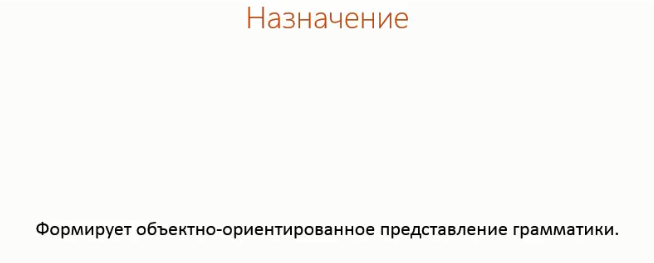 Назначение
Формирует объектно-ориентированное представление грамматики.